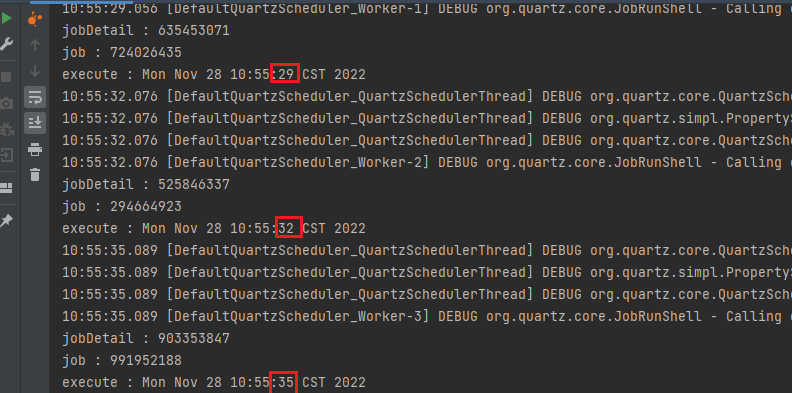 10:55:29.056 [DefaultQuartzScheduler_Worker-1] DEBUG org.quartz.core.JobRunShell - Calling
jobDetail : 635453071
job : 724026435
execute : Mon Nov 28 10:55:29 CST 2022
10:55:32.076 [DefaultQuartzScheduler_QuartzSchedulerThread] DEBUG org.quartz.core.QuartzSche
10:55:32.076 [DefaultQuartzScheduler_QuartzSchedulerThread] DEBUG org.quartz.simpl.PropertyS
10:55:32.076 [DefaultQuartzScheduler_QuartzSchedulerThread] DEBUG org.quartz.core.QuartzSche
10:55:32.076 [DefaultQuartzScheduler_Worker-2] DEBUG org.quartz.core.JobRunShell - Calling
jobDetail : 525846337
job : 294664923
execute : Mon Nov 28 10:55:32 CST 2022
10:55:35.089 [DefaultQuartzScheduler_QuartzSchedulerThread] DEBUG org.quartz.core.QuartzSche
10:55:35.089 [DefaultQuartzScheduler_QuartzSchedulerThread] DEBUG org.quartz.simpl.PropertyS
10:55:35.089 [DefaultQuartzScheduler_QuartzSchedulerThread] DEBUG org.quartz.core.QuartzSche
10:55:35.089 [DefaultQuartzScheduler_Worker-3] DEBUG org.quartz.core.JobRunShell - Calling
jobDetail : 903353847
job : 991952188
execute : Mon Nov 28 10:55:35 CST 2022